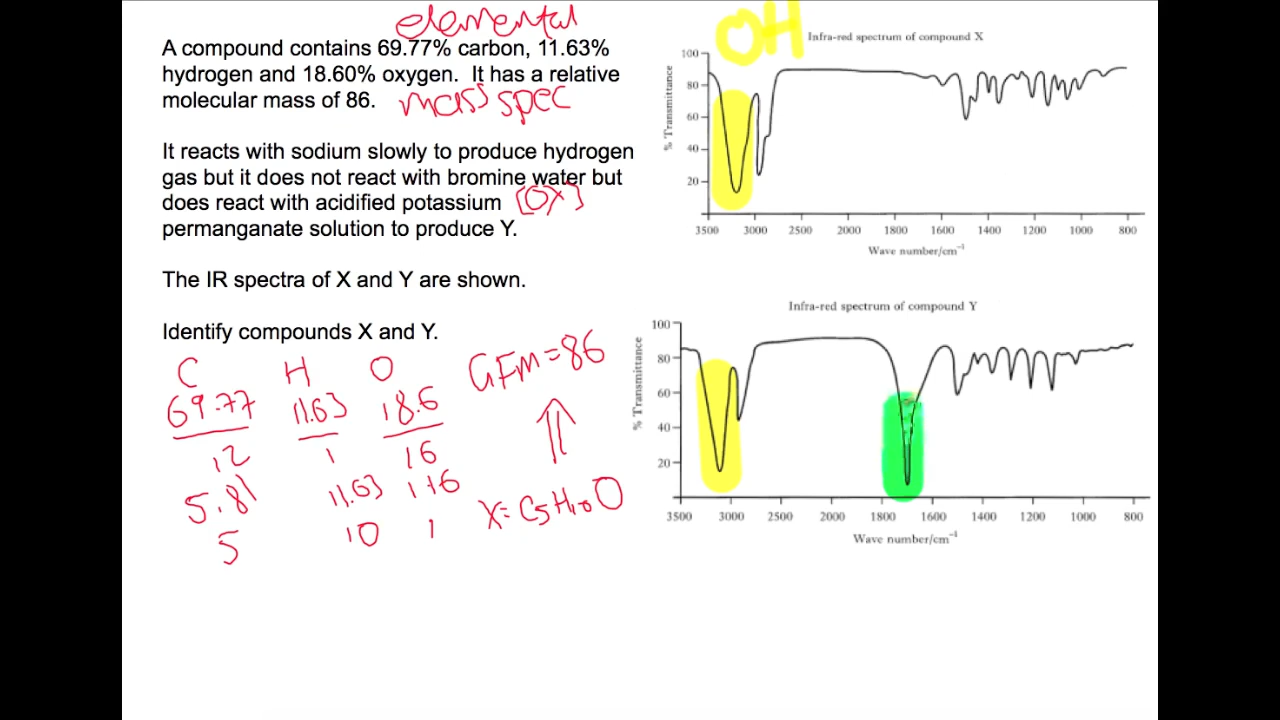 elemental
A compound contains 69.77% carbon, 11.63%
hydrogen and 18.60% oxygen. It has a relative
molecular mass of 86. mass spec
It reacts with sodium slowly to produce hydrogen
gas but it does not react with bromine water but
does react with acidified potassium [OX]
permanganate solution to produce Y.
The IR spectra of X and Y are shown.
Identify compounds X and Y.
C H O
69.77 11.63 18.6
12 1 16
5.81 11.63 1.16
5 10 1
GFM=86
X= C5H10O
OH
Infra-red spectrum of compound X
% Transmittance
100
80
60
40
20
3500 3000 2500 2000 1600 1400 1200 1000 800
Wave number/cm⁻¹
Infra-red spectrum of compound Y
% Transmittance
100
80
60
40
20
3500 3000 2500 1800 1600 1400 1200 1000 800
Wave number/cm⁻¹